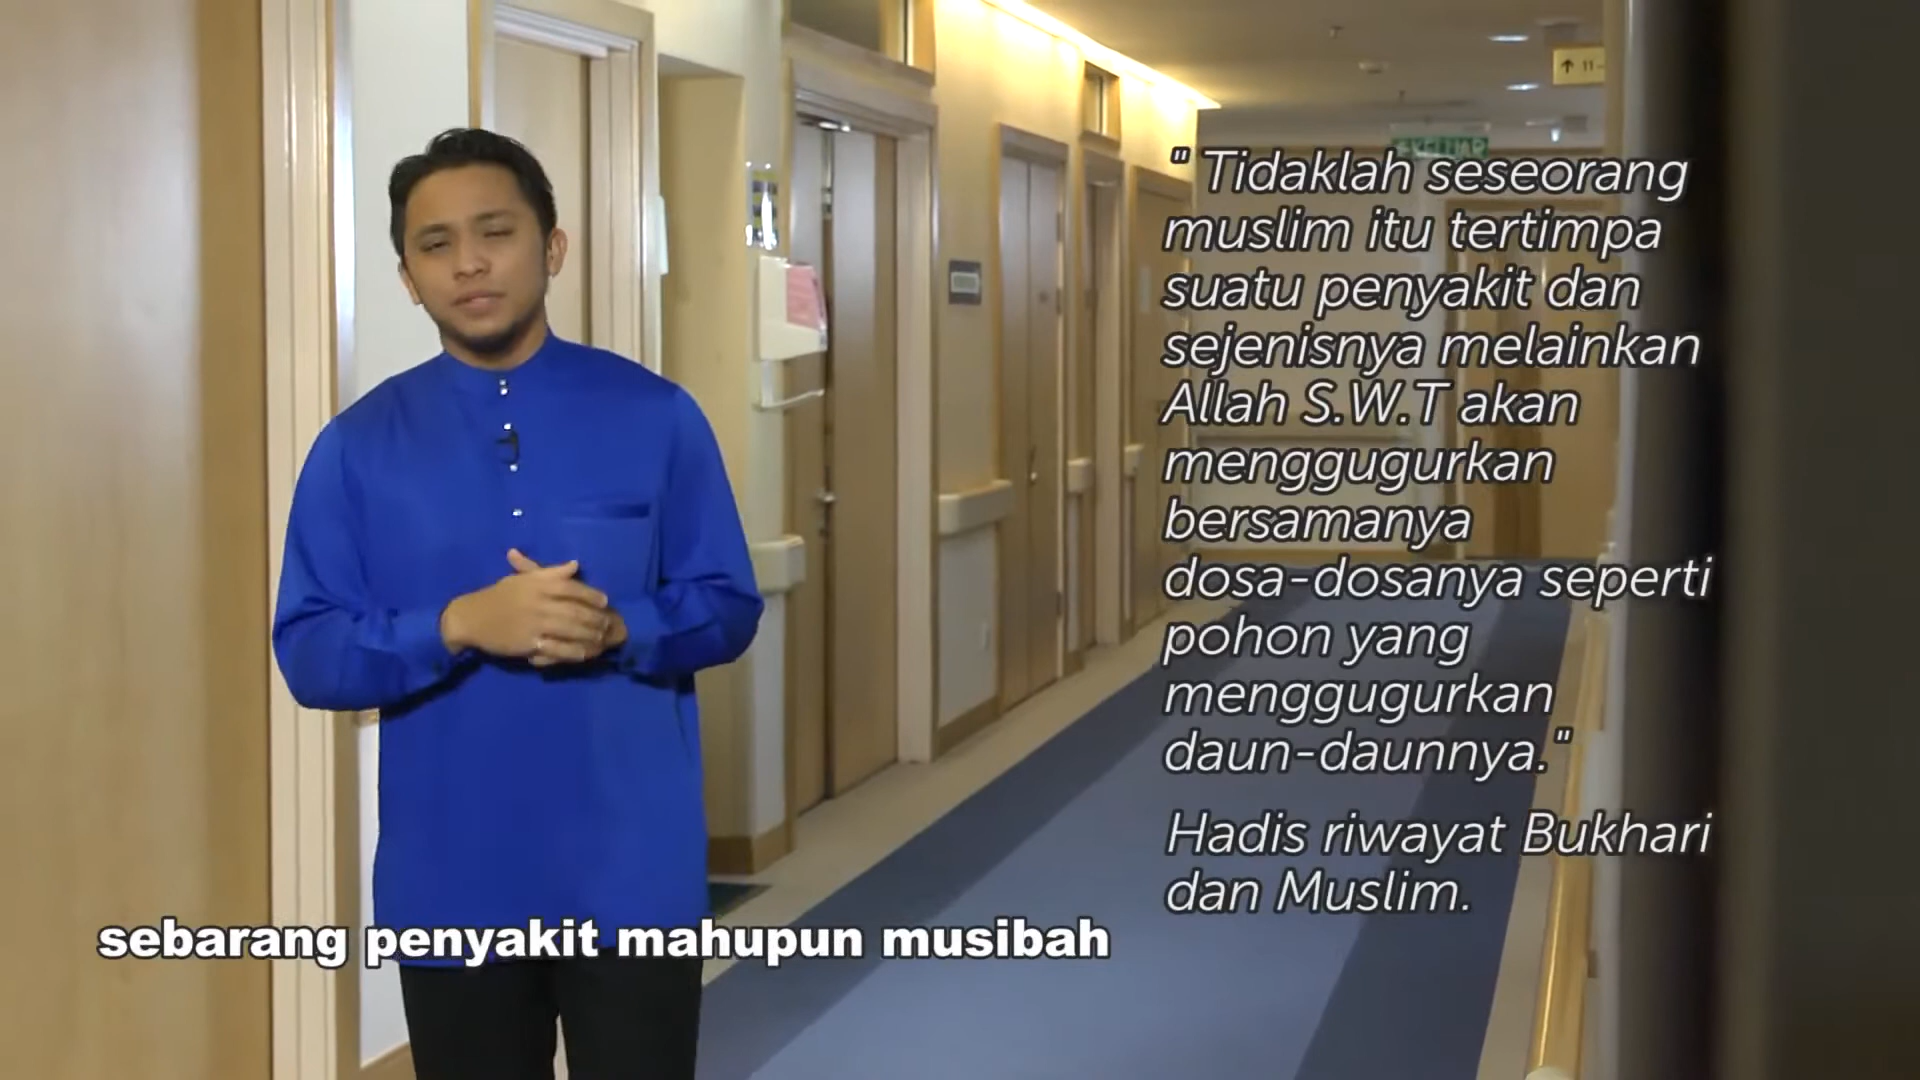 " Tidaklah seseorang
muslim itu tertimpa
suatu penyakit dan
sejenisnya melainkan
Allah S.W.T akan
menggugurkan
bersamanya
dosa-dosanya seperti
pohon yang
menggugurkan
daun-daunnya."
Hadis riwayat Bukhari
dan Muslim.
sebarang penyakit mahupun musibah